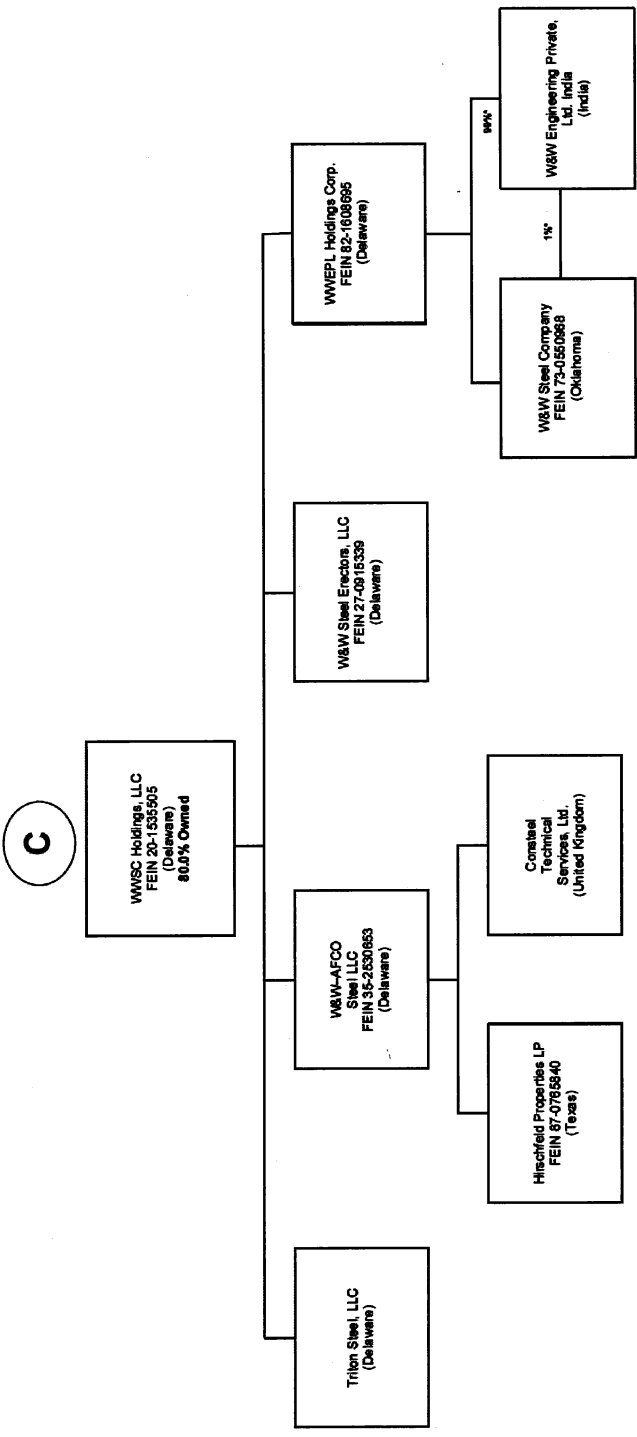 C
WWSC Holdings, LLC
FEIN 20-1535505
(Delaware)
80.0% Owned
Triton Steel, LLC
(Delaware)
W&W–AFCO
Steel LLC
FEIN 35-2530653
(Delaware)
W&W Steel Erectors, LLC
FEIN 27-0915339
(Delaware)
WWEPL Holdings Corp.
FEIN 82-1608695
(Delaware)
Hirschfeld Properties LP
FEIN 87-0765840
(Texas)
Consteel
Technical
Services, Ltd.
(United Kingdom)
W&W Steel Company
FEIN 73-0550968
(Oklahoma)
1%*
99%*
W&W Engineering Private,
Ltd. India
(India)